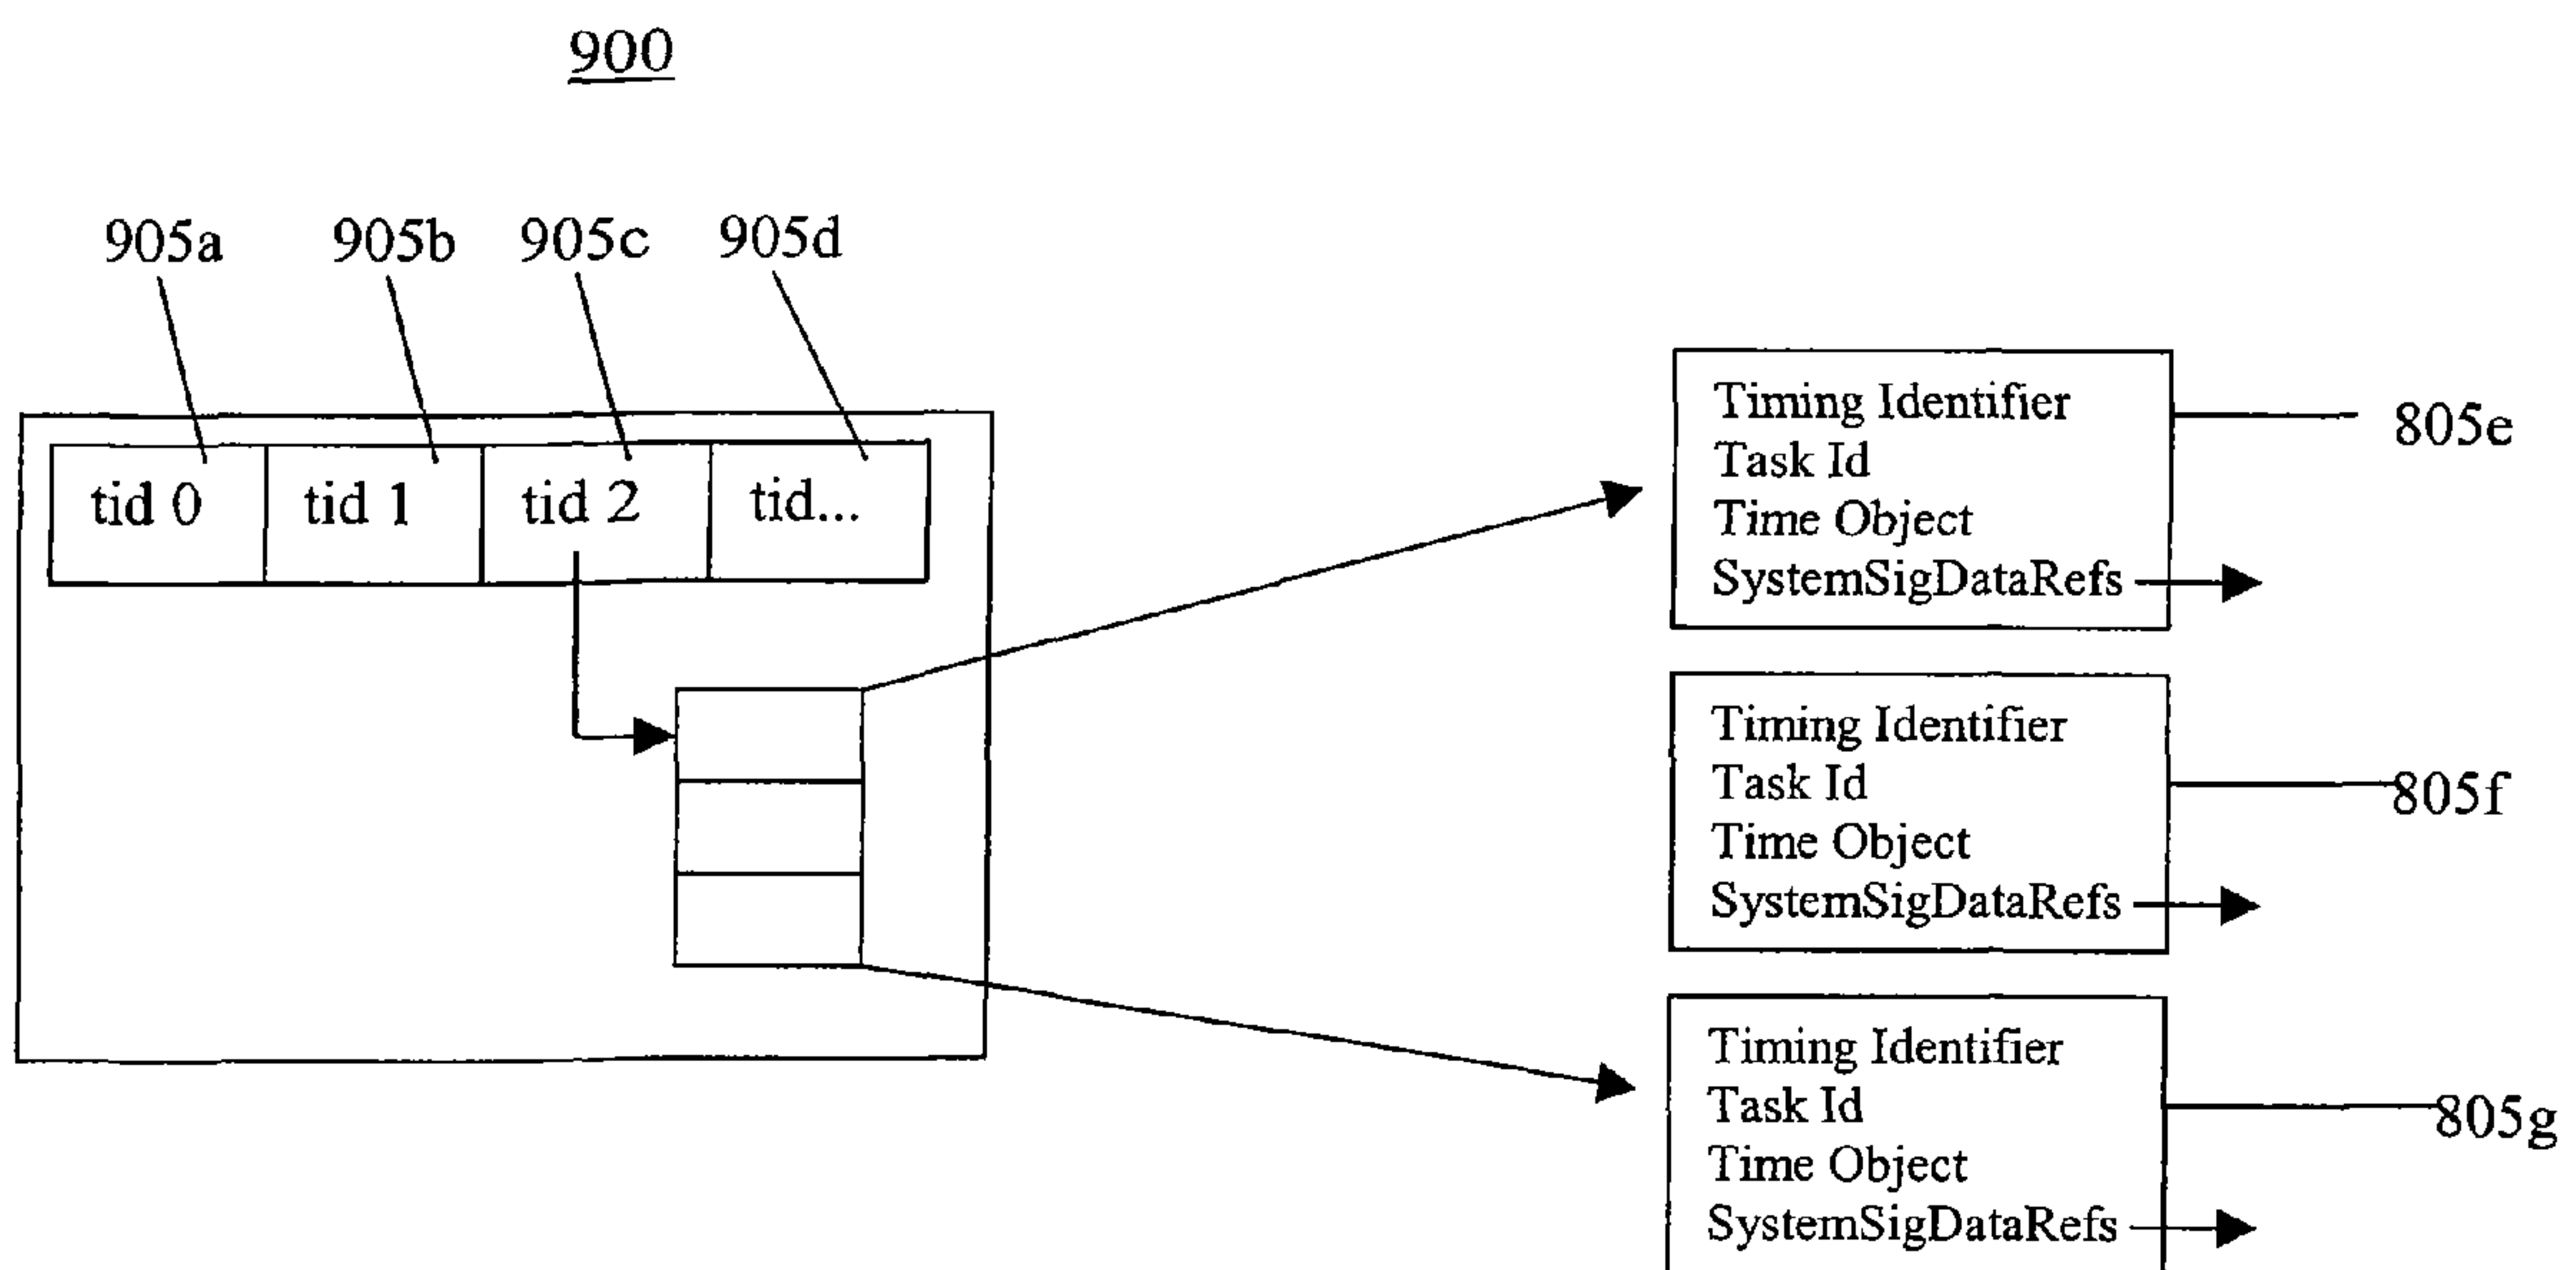 900
905a 905b 905c 905d
tid 0 tid 1 tid 2 tid...
Timing Identifier
Task Id
Time Object
SystemSigDataRefs
805e
Timing Identifier
Task Id
Time Object
SystemSigDataRefs
805f
Timing Identifier
Task Id
Time Object
SystemSigDataRefs
805g